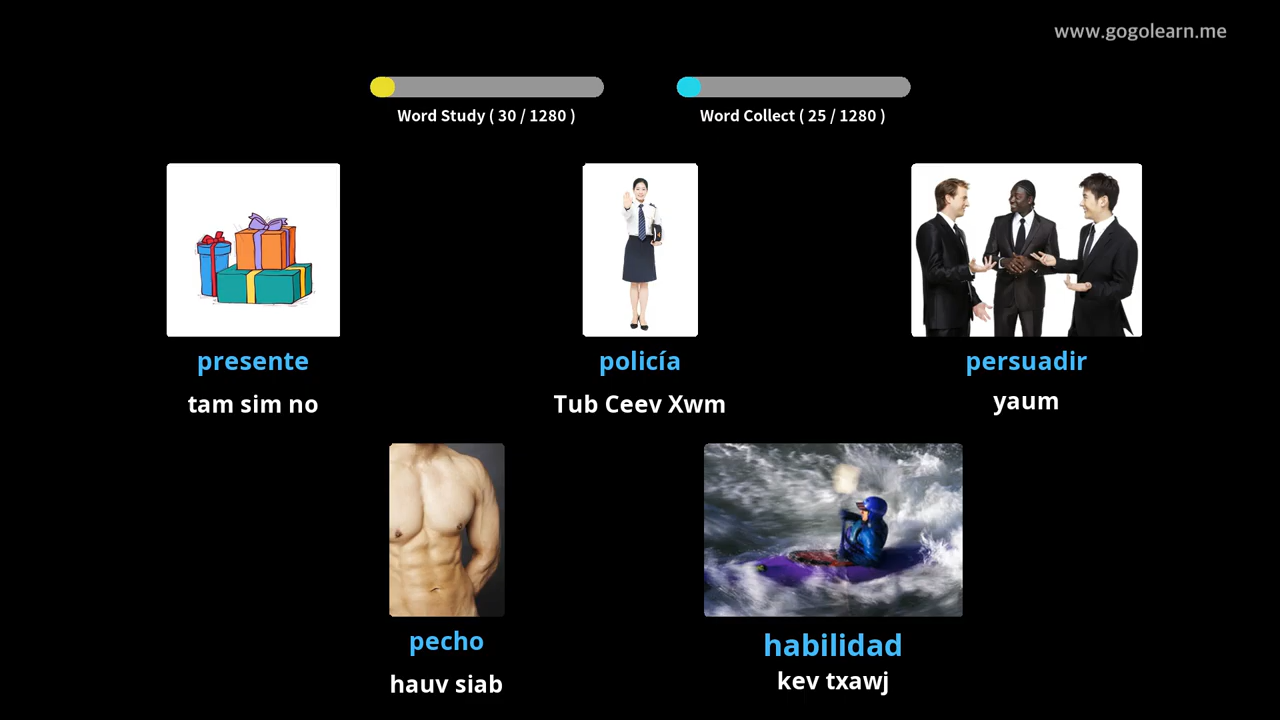 www.gogolearn.me
Word Study ( 30 / 1280 )
Word Collect ( 25 / 1280 )
presente
tam sim no
policía
Tub Ceev Xwm
persuadir
yaum
pecho
hauv siab
habilidad
kev txawj